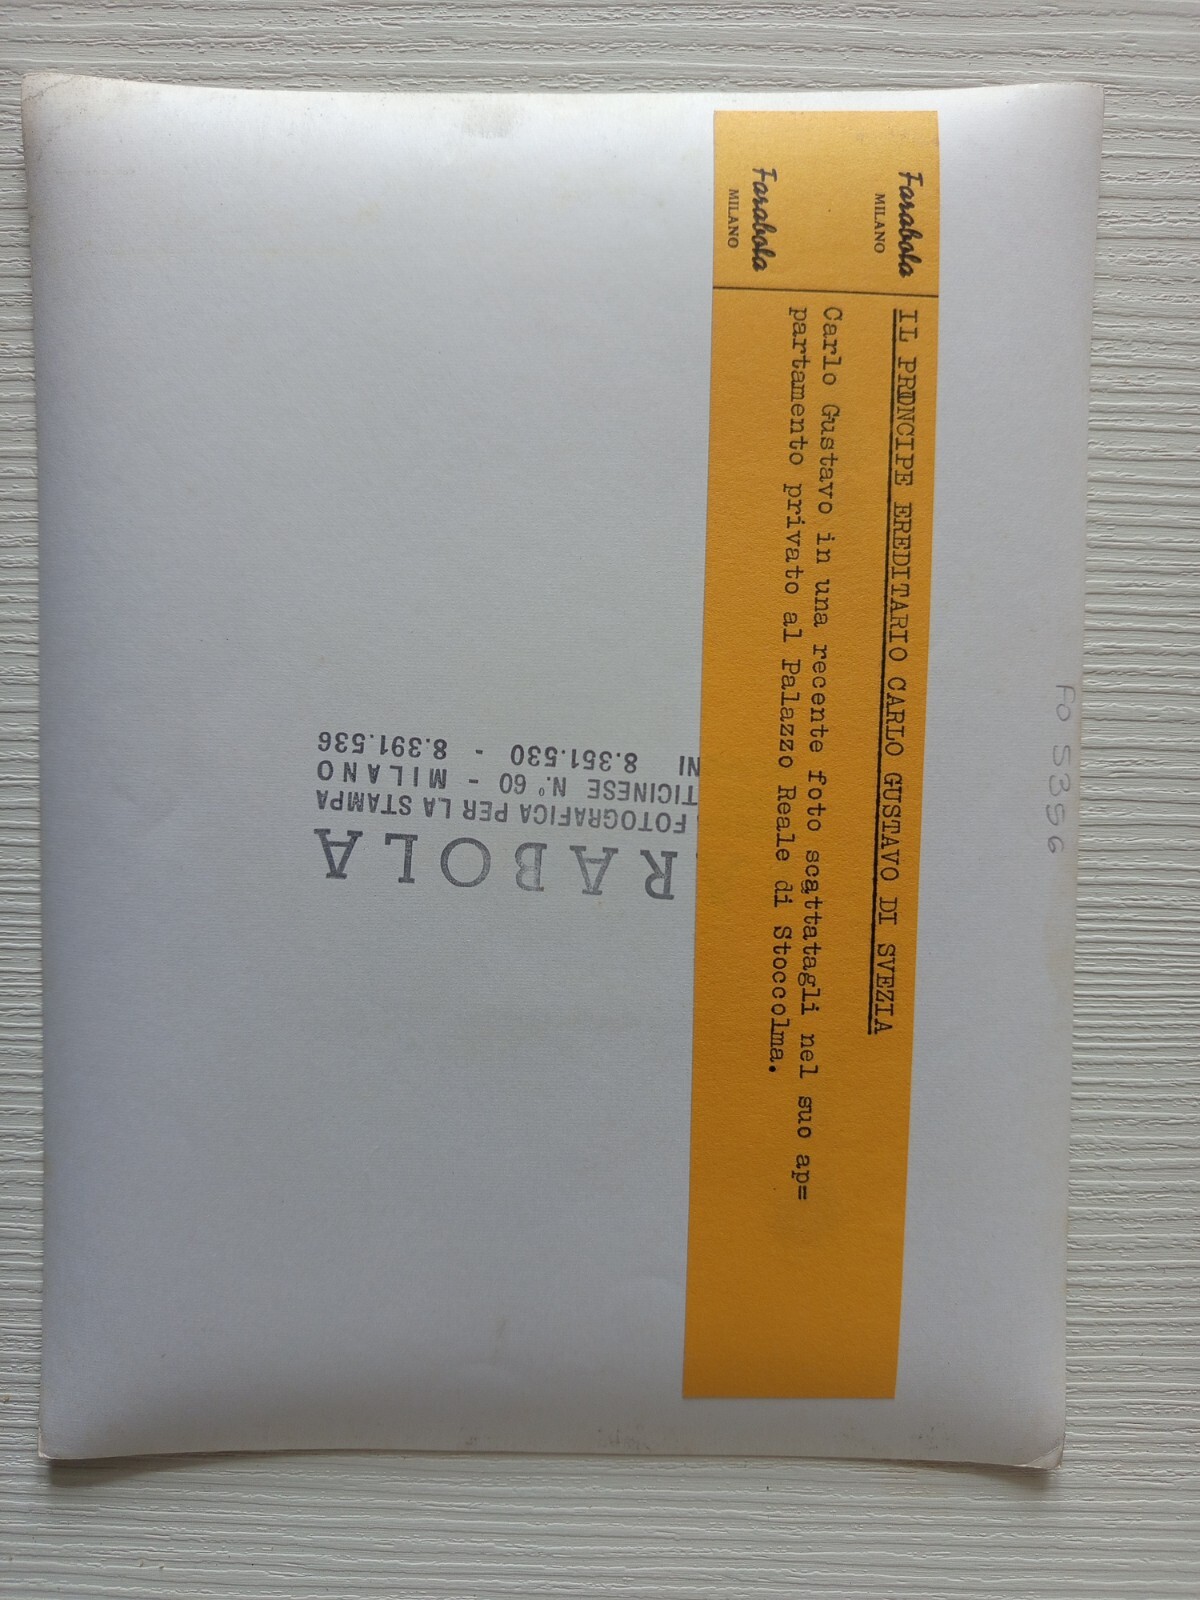 Farabola
MILANO
IL PRONCIPE EREDITARIO CARLO GUSTAVO DI SVEZIA
Farabola
MILANO
Carlo Gustavo in una recente foto scattatagli nel suo ap=
partamento privato al Palazzo Reale di Stoccolma.
RABOLA
FOTOGRAFICA PER LA STAMPA
TICINESE N.° 60 - MILANO
NI 8.351.530 - 8.391.536
FO 5356